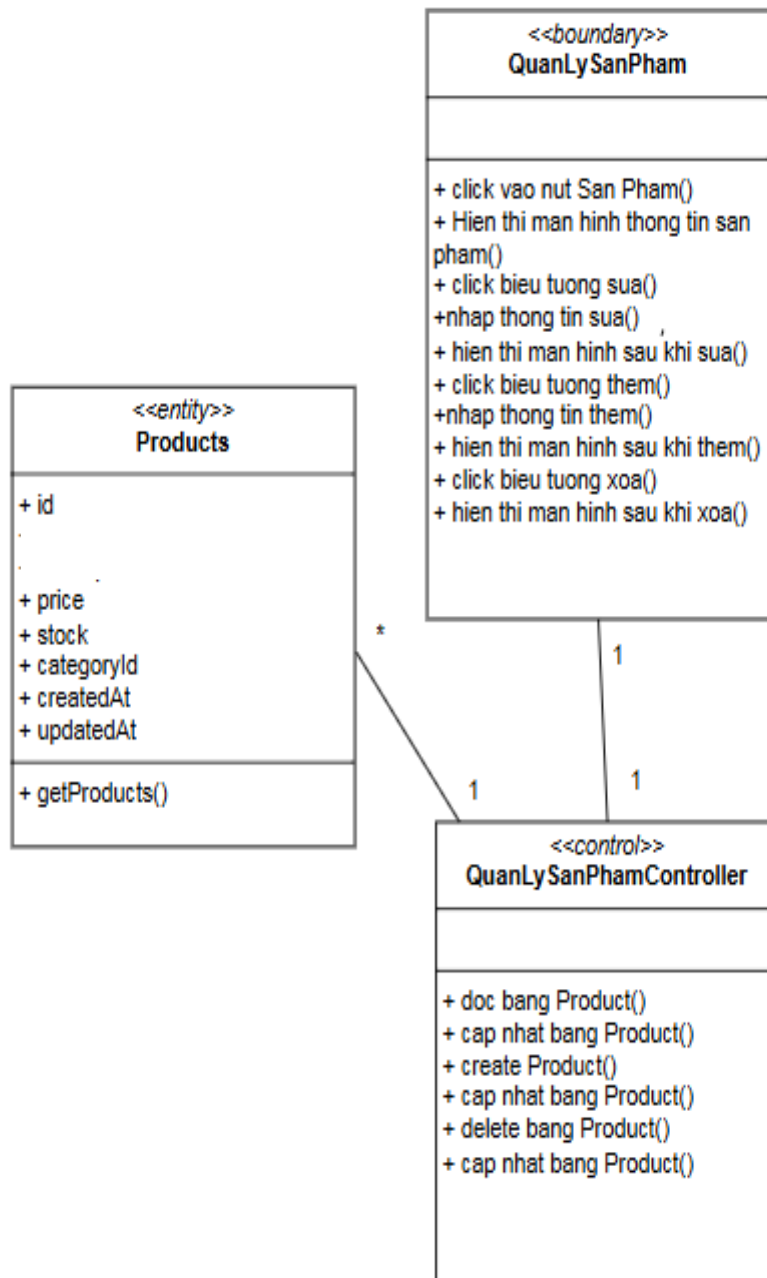 <<boundary>>
QuanLySanPham
+ click vao nut San Pham()
+ Hien thi man hinh thong tin san
pham()
+ click bieu tuong sua()
+nhap thong tin sua()
+ hien thi man hinh sau khi sua()
+ click bieu tuong them()
+nhap thong tin them()
+ hien thi man hinh sau khi them()
+ click bieu tuong xoa()
+ hien thi man hinh sau khi xoa()
<<entity>>
Products
+ id
+ price
+ stock
+ categoryId
+ createdAt
+ updatedAt
+ getProducts()
*
1
1
1
<<control>>
QuanLySanPhamController
+ doc bang Product()
+ cap nhat bang Product()
+ create Product()
+ cap nhat bang Product()
+ delete bang Product()
+ cap nhat bang Product()